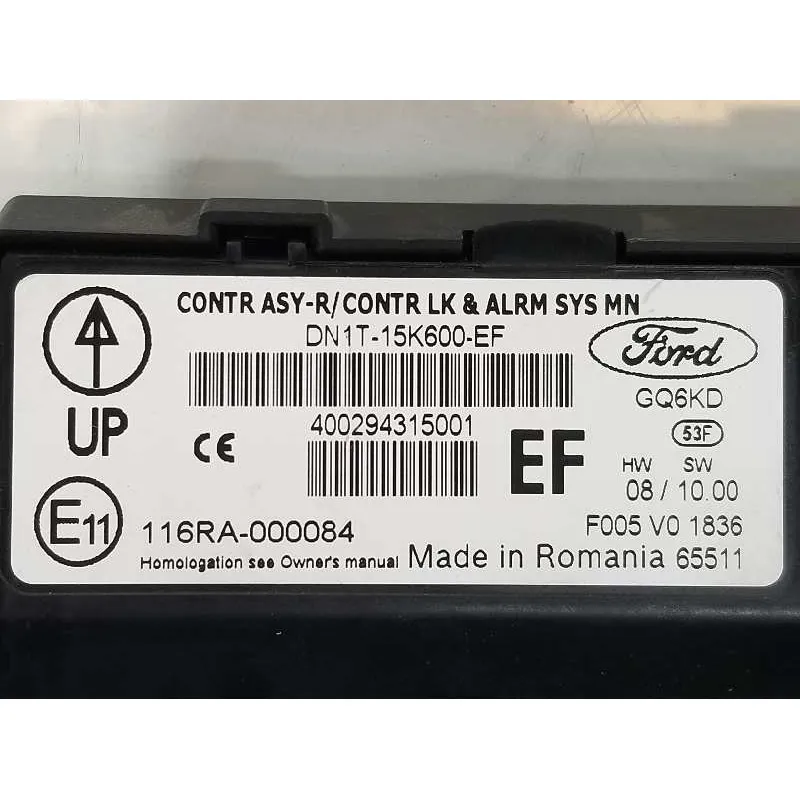 CONTR ASY-R/CONTR LK & ALRM SYS MN
DN1T-15K600-EF
Ford
GQ6KD
UP
400294315001
CE
EF
53F
HW SW
08 / 10.00
E11
116RA-000084
F005 V0 1836
Homologation see Owner's manual Made in Romania 65511